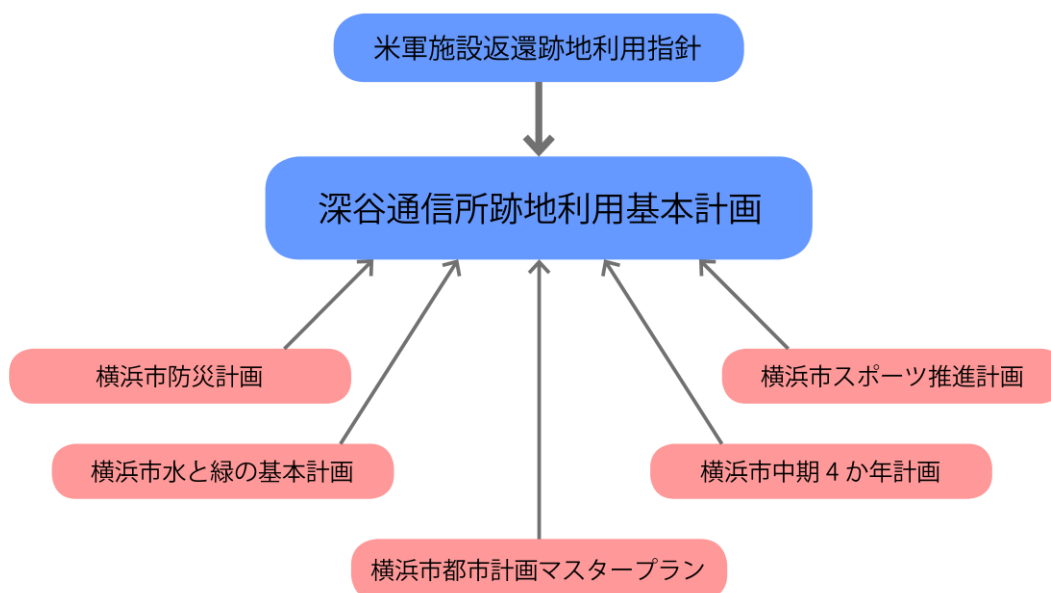 米軍施設返還跡地利用指針
深谷通信所跡地利用基本計画
横浜市防災計画
横浜市スポーツ推進計画
横浜市水と緑の基本計画
横浜市中期4か年計画
横浜市都市計画マスタープラン